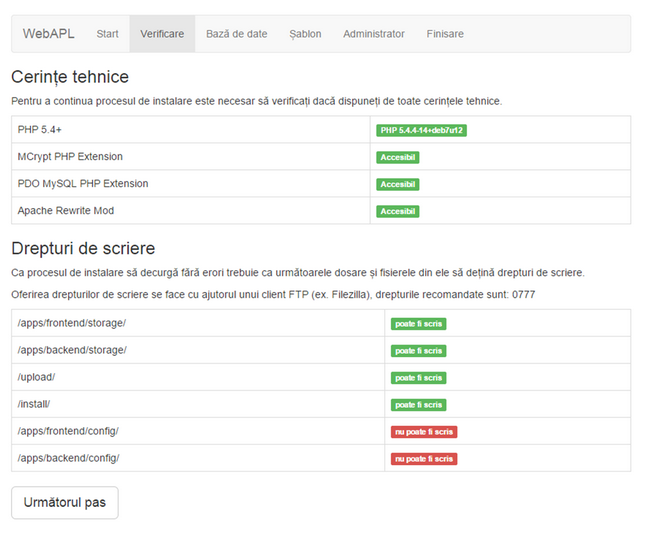 WebAPL Start Verificare Bază de date Șablon Administrator Finisare
Cerințe tehnice
Pentru a continua procesul de instalare este necesar să verificați dacă dispuneți de toate cerințele tehnice.
PHP 5.4+ PHP 5.4.4-14+deb7u12
MCrypt PHP Extension Accesibil
PDO MySQL PHP Extension Accesibil
Apache Rewrite Mod Accesibil
Drepturi de scriere
Ca procesul de instalare să decurgă fără erori trebuie ca următoarele dosare și fisierele din ele să dețină drepturi de scriere.
Oferirea drepturilor de scriere se face cu ajutorul unui client FTP (ex. Filezilla), drepturile recomandate sunt: 0777
/apps/frontend/storage/ poate fi scris
/apps/backend/storage/ poate fi scris
/upload/ poate fi scris
/install/ poate fi scris
/apps/frontend/config/ nu poate fi scris
/apps/backend/config/ nu poate fi scris
Următorul pas